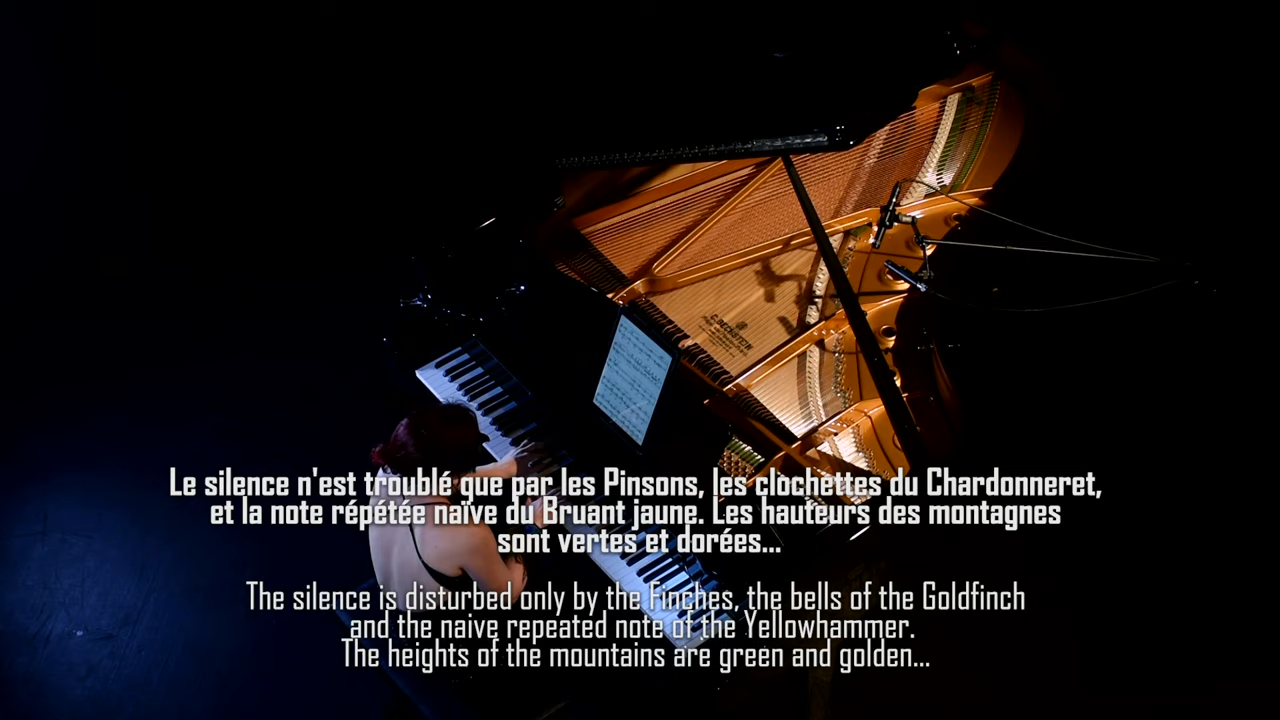 C. BECHSTEIN
Le silence n'est troublé que par les Pinsons, les clochettes du Chardonneret,
et la note répétée naïve du Bruant jaune. Les hauteurs des montagnes
sont vertes et dorées...
The silence is disturbed only by the Finches, the bells of the Goldfinch
and the naive repeated note of the Yellowhammer.
The heights of the mountains are green and golden...